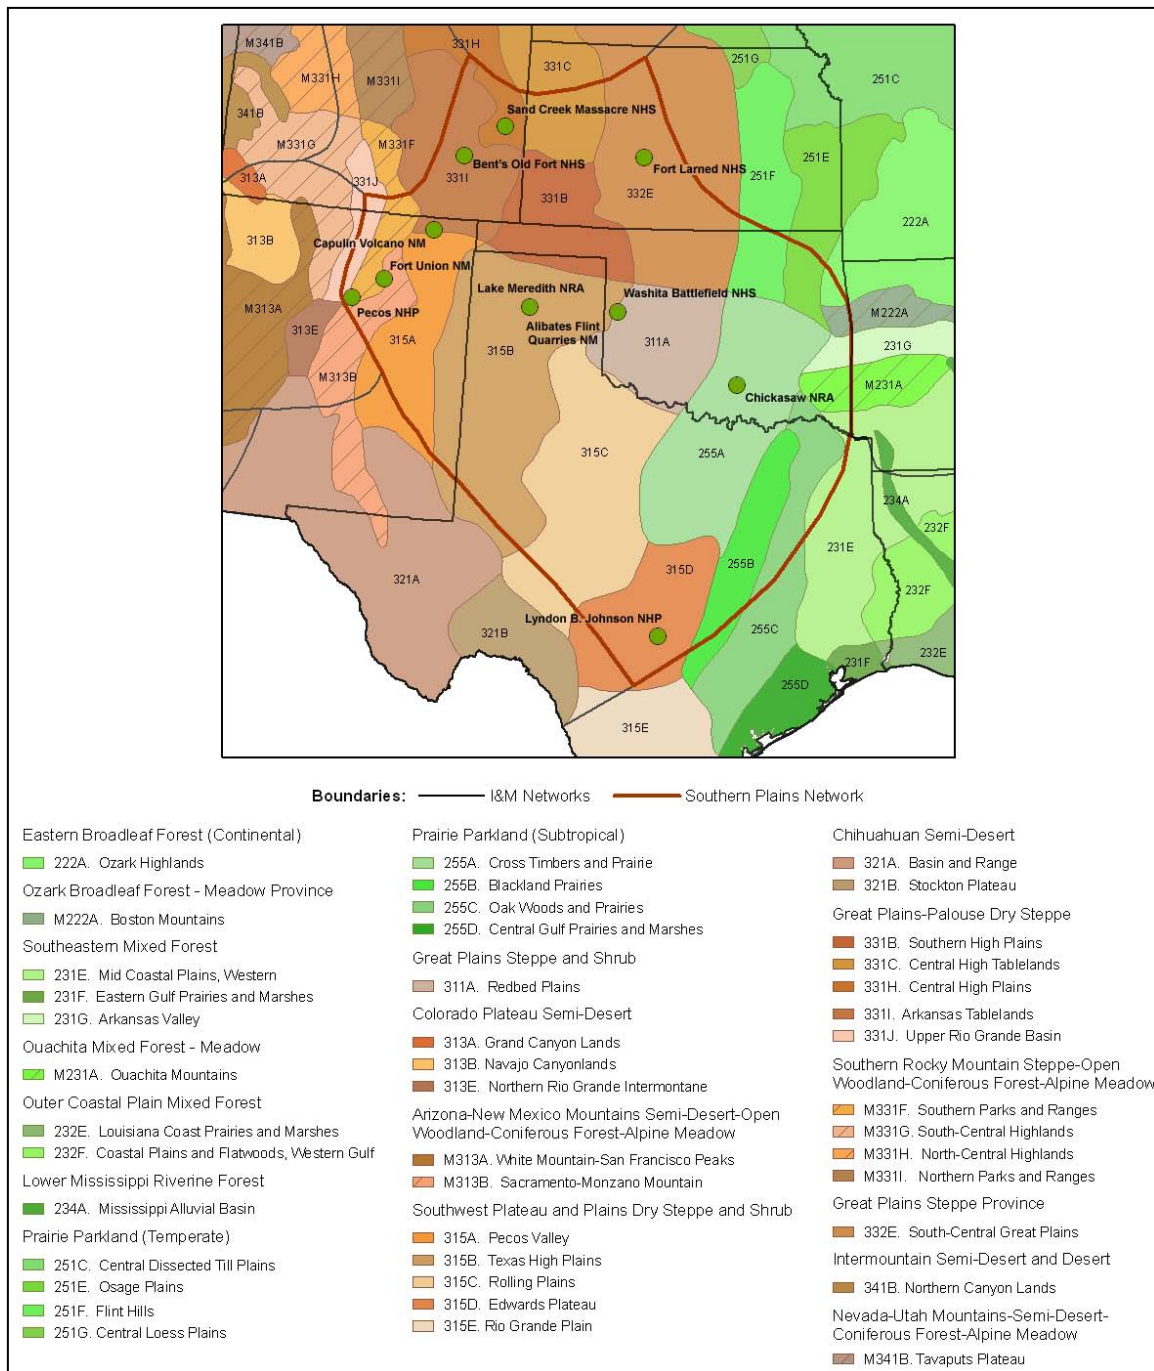 M341B
331H
331C
251G
251C
M331H
M331I
341B
Sand Creek Massacre NHS
M331G
M331F
251E
313A
331J
331I
Bent's Old Fort NHS
Fort Larned NHS
251F
331B
332E
222A
313B
Capulin Volcano NM
Fort Union NM
Lake Meredith NRA
Washita Battlefield NHS
M313A
Pecos NHP
M222A
313E
315A
315B
Alibates Flint
Quarries NM
311A
231G
M313B
M231A
Chickasaw NRA
315C
255A
234A
232F
231E
321A
315D
255B
232F
Lyndon B. Johnson NHP
321B
255C
232E
231F
255D
315E
Boundaries: I&M Networks Southern Plains Network
Eastern Broadleaf Forest (Continental)
222A. Ozark Highlands
Ozark Broadleaf Forest - Meadow Province
M222A. Boston Mountains
Southeastern Mixed Forest
231E. Mid Coastal Plains, Western
231F. Eastern Gulf Prairies and Marshes
231G. Arkansas Valley
Ouachita Mixed Forest - Meadow
M231A. Ouachita Mountains
Outer Coastal Plain Mixed Forest
232E. Louisiana Coast Prairies and Marshes
232F. Coastal Plains and Flatwoods, Western Gulf
Lower Mississippi Riverine Forest
234A. Mississippi Alluvial Basin
Prairie Parkland (Temperate)
251C. Central Dissected Till Plains
251E. Osage Plains
251F. Flint Hills
251G. Central Loess Plains
Prairie Parkland (Subtropical)
255A. Cross Timbers and Prairie
255B. Blackland Prairies
255C. Oak Woods and Prairies
255D. Central Gulf Prairies and Marshes
Great Plains Steppe and Shrub
311A. Redbed Plains
Colorado Plateau Semi-Desert
313A. Grand Canyon Lands
313B. Navajo Canyonlands
313E. Northern Rio Grande Intermontane
Arizona-New Mexico Mountains Semi-Desert-Open
Woodland-Coniferous Forest-Alpine Meadow
M313A. White Mountain-San Francisco Peaks
M313B. Sacramento-Monzano Mountain
Southwest Plateau and Plains Dry Steppe and Shrub
315A. Pecos Valley
315B. Texas High Plains
315C. Rolling Plains
315D. Edwards Plateau
315E. Rio Grande Plain
Chihuahuan Semi-Desert
321A. Basin and Range
321B. Stockton Plateau
Great Plains-Palouse Dry Steppe
331B. Southern High Plains
331C. Central High Tablelands
331H. Central High Plains
331I. Arkansas Tablelands
331J. Upper Rio Grande Basin
Southern Rocky Mountain Steppe-Open
Woodland-Coniferous Forest-Alpine Meadow
M331F. Southern Parks and Ranges
M331G. South-Central Highlands
M331H. North-Central Highlands
M331I. Northern Parks and Ranges
Great Plains Steppe Province
332E. South-Central Great Plains
Intermountain Semi-Desert and Desert
341B. Northern Canyon Lands
Nevada-Utah Mountains-Semi-Desert-
Coniferous Forest-Alpine Meadow
M341B. Tavaputs Plateau